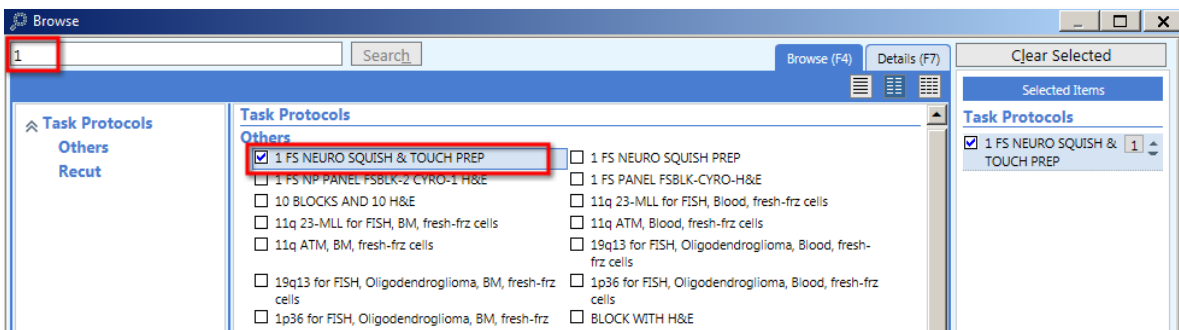 Browse
1
Search
Browse (F4)
Details (F7)
Clear Selected
Selected Items
Task Protocols
Others
Recut
Task Protocols
Others
1 FS NEURO SQUISH & TOUCH PREP
1 FS NEURO SQUISH PREP
1 FS NP PANEL FSBLK-2 CYRO-1 H&E
1 FS PANEL FSBLK-CYRO-H&E
10 BLOCKS AND 10 H&E
11q 23-MLL for FISH, Blood, fresh-frz cells
11q 23-MLL for FISH, BM, fresh-frz cells
11q ATM, Blood, fresh-frz cells
11q ATM, BM, fresh-frz cells
19q13 for FISH, Oligodendroglioma, Blood, fresh-
frz cells
19q13 for FISH, Oligodendroglioma, BM, fresh-frz
cells
1p36 for FISH, Oligodendroglioma, Blood, fresh-frz
cells
1p36 for FISH, Oligodendroglioma, BM, fresh-frz
BLOCK WITH H&E
Task Protocols
1 FS NEURO SQUISH & 1
TOUCH PREP